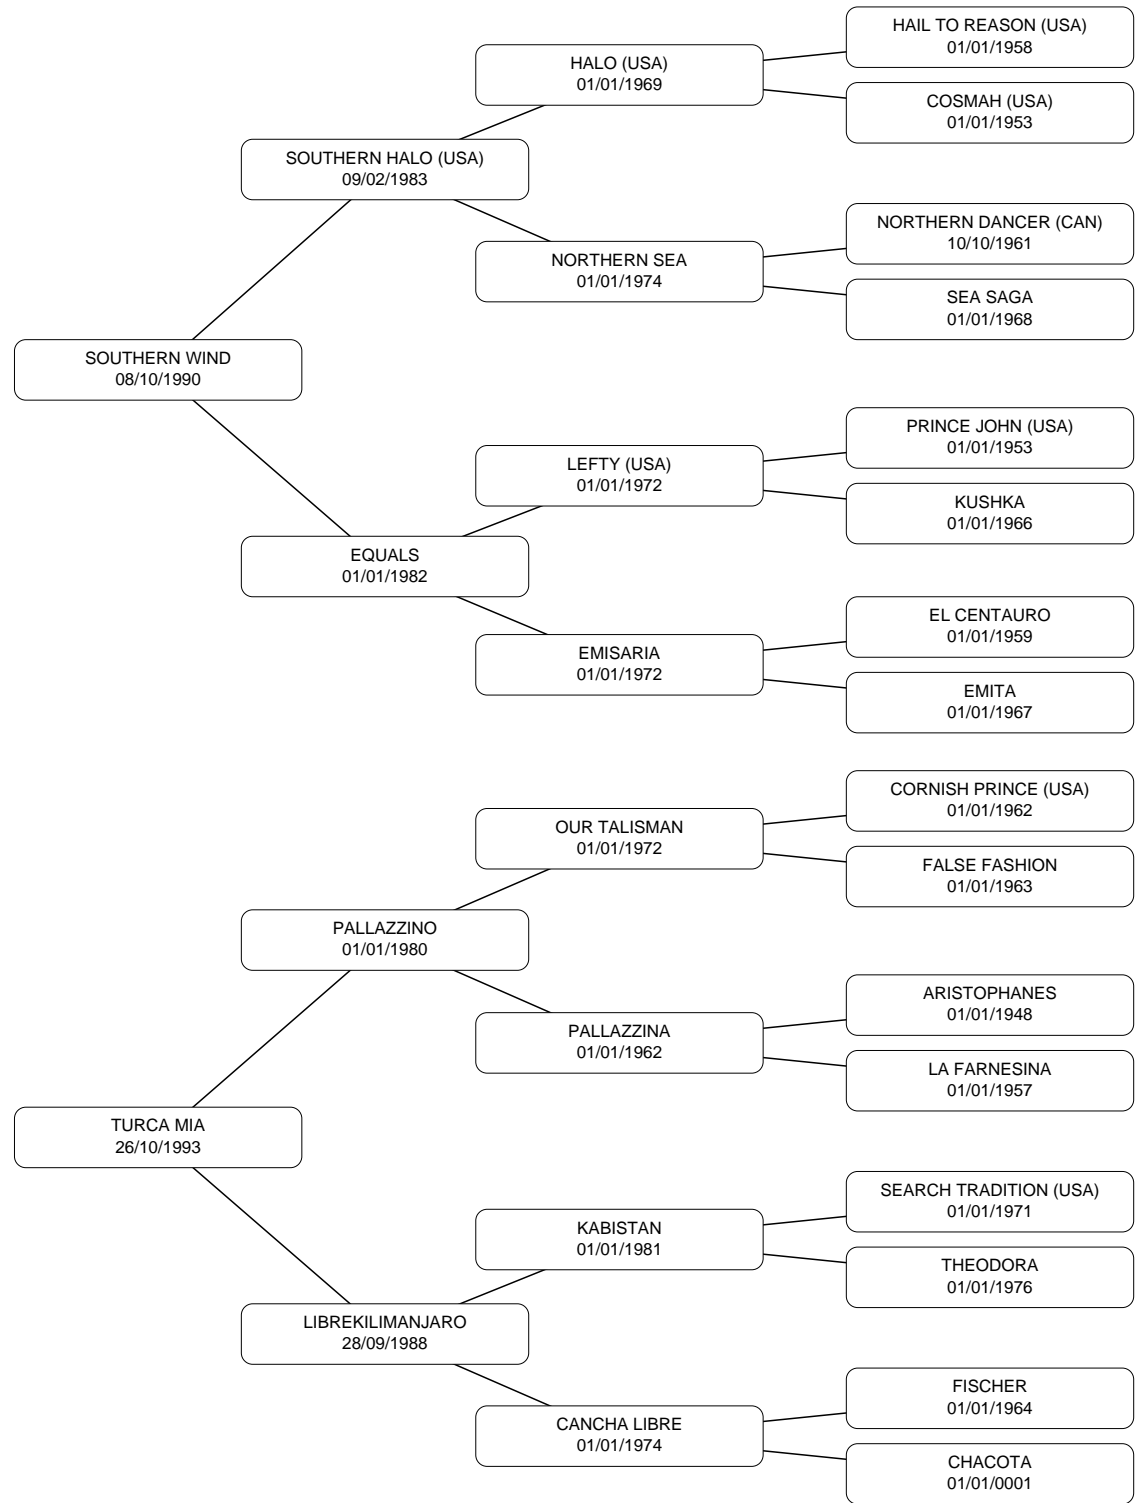 HAIL TO REASON (USA)
01/01/1958
HALO (USA)
01/01/1969
COSMAH (USA)
01/01/1953
SOUTHERN HALO (USA)
09/02/1983
NORTHERN DANCER (CAN)
10/10/1961
NORTHERN SEA
01/01/1974
SEA SAGA
01/01/1968
SOUTHERN WIND
08/10/1990
PRINCE JOHN (USA)
01/01/1953
LEFTY (USA)
01/01/1972
KUSHKA
01/01/1966
EQUALS
01/01/1982
EL CENTAURO
01/01/1959
EMISARIA
01/01/1972
EMITA
01/01/1967
CORNISH PRINCE (USA)
01/01/1962
OUR TALISMAN
01/01/1972
FALSE FASHION
01/01/1963
PALLAZZINO
01/01/1980
ARISTOPHANES
01/01/1948
PALLAZZINA
01/01/1962
LA FARNESINA
01/01/1957
TURCA MIA
26/10/1993
SEARCH TRADITION (USA)
01/01/1971
KABISTAN
01/01/1981
THEODORA
01/01/1976
LIBREKILIMANJARO
28/09/1988
FISCHER
01/01/1964
CANCHA LIBRE
01/01/1974
CHACOTA
01/01/0001